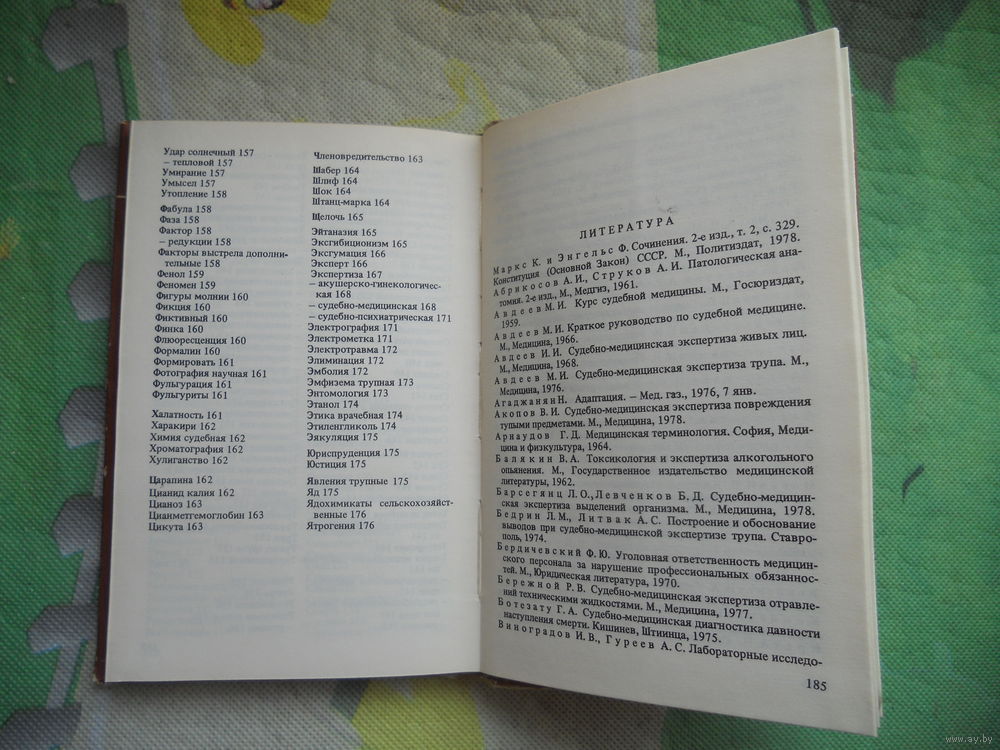 Удар солнечный 157
– тепловой 157
Умирание 157
Умысел 157
Утопление 158
Фабула 158
Фаза 158
Фактор 158
– редукции 158
Факторы выстрела дополни-
тельные 158
Фенол 159
Феномен 159
Фигуры молнии 160
Фикция 160
Фиктивный 160
Финка 160
Флюоресценция 160
Формалин 160
Формировать 161
Фотография научная 161
Фульгурация 161
Фульгуриты 161
Халатность 161
Харакири 162
Химия судебная 162
Хроматография 162
Хулиганство 162
Царапина 162
Цианид калия 162
Цианоз 163
Цианметгемоглобин 163
Цикута 163
Членовредительство 163
Шабер 164
Шлиф 164
Шок 164
Штанц-марка 164
Щелочь 165
Эйтаназия 165
Эксгибиционизм 165
Эксгумация 166
Эксперт 166
Экспертиза 167
– акушерско-гинекологичес-
кая 168
– судебно-медицинская 168
– судебно-психиатрическая 171
Электрография 171
Электрометка 171
Электротравма 172
Элиминация 172
Эмболия 172
Эмфизема трупная 173
Энтомология 173
Этанол 174
Этика врачебная 174
Этиленгликоль 174
Эякуляция 175
Юриспруденция 175
Юстиция 175
Явления трупные 175
Яд 175
Ядохимикаты сельскохозяйст-
венные 176
Ятрогения 176
ЛИТЕРАТУРА
Маркс К. и Энгельс Ф. Сочинения. 2-е изд., т. 2, с. 329.
Конституция (Основной Закон) СССР. М., Политиздат, 1978.
Абрикосов А. И., Струков А. И. Патологическая ана-
томия. 2-е изд., М., Медгиз, 1961.
Авдеев М. И. Курс судебной медицины. М., Госюриздат,
1959.
Авдеев М. И. Краткое руководство по судебной медицине.
М., Медицина, 1966.
Авдеев И. И. Судебно-медицинская экспертиза живых лиц.
М., Медицина, 1968.
Авдеев М. И. Судебно-медицинская экспертиза трупа. М.,
Медицина, 1976.
Агаджанян Н. Адаптация. – Мед. газ., 1976, 7 янв.
Акопов В. И. Судебно-медицинская экспертиза повреждения
тупыми предметами. М., Медицина, 1978.
Арнаудов Г. Д. Медицинская терминология. София, Меди-
цина и физкультура, 1964.
Балякин В. А. Токсикология и экспертиза алкогольного
опьянения. М., Государственное издательство медицинской
литературы, 1962.
Барсегянц Л. О., Левченков Б. Д. Судебно-медицин-
ская экспертиза выделений организма. М., Медицина, 1978.
Бедрин Л. М., Литвак А. С. Построение и обоснование
выводов при судебно-медицинской экспертизе трупа. Ставро-
поль, 1974.
Бердичевский Ф. Ю. Уголовная ответственность медицин-
ского персонала за нарушение профессиональных обязаннос-
тей. М., Юридическая литература, 1970.
Бережной Р. В. Судебно-медицинская экспертиза отравле-
ний техническими жидкостями. М., Медицина, 1977.
Ботезату Г. А. Судебно-медицинская диагностика давности
наступления смерти. Кишинев, Штиинца, 1975.
Виноградов И. В., Гуреев А. С. Лабораторные исследо-
185
www.ay.by